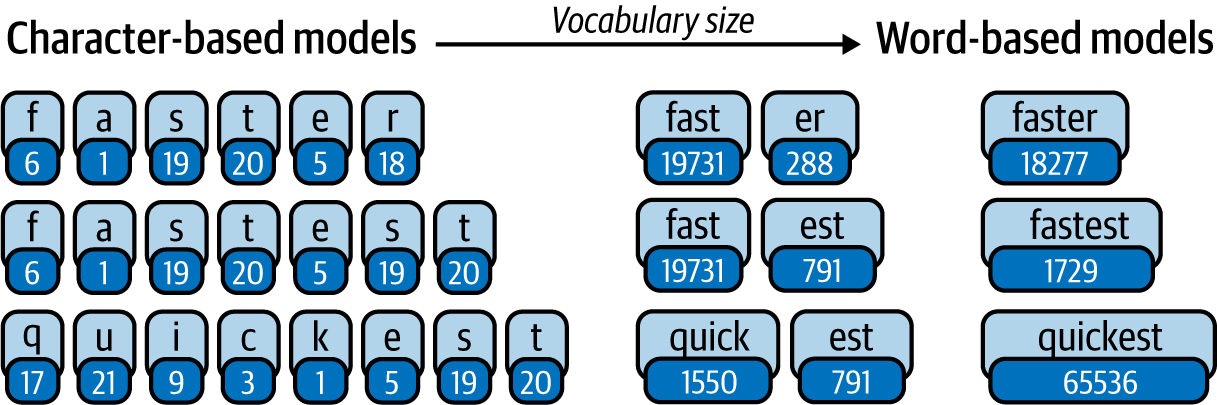 Character-based models Vocabulary size Word-based models
f a s t e r fast er faster
6 1 19 20 5 18 19731 288 18277
f a s t e s t fast est fastest
6 1 19 20 5 19 20 19731 791 1729
q u i c k e s t quick est quickest
17 21 9 3 1 5 19 20 1550 791 65536